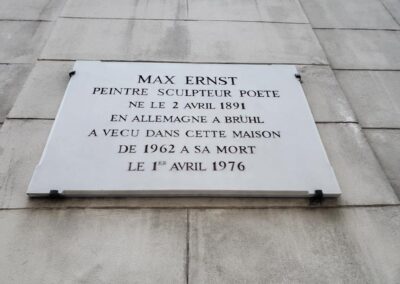 MAX ERNST
PEINTRE SCULPTEUR POETE
NE LE 2 AVRIL 1891
EN ALLEMAGNE A BRUHL
A VECU DANS CETTE MAISON
DE 1962 A SA MORT
LE 1ER AVRIL 1976